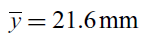 y̅ = 21.6 mm